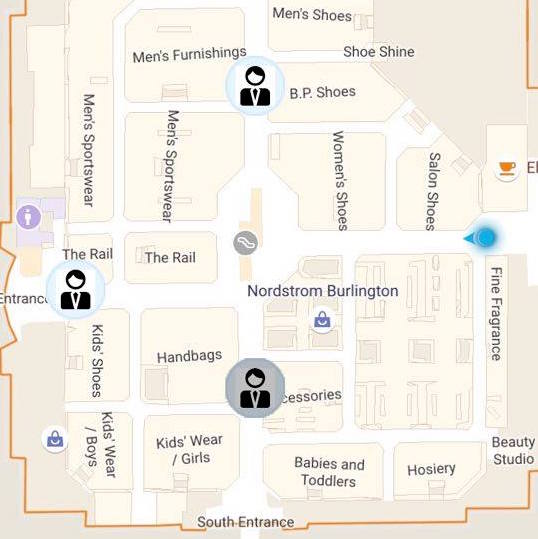 Men's Shoes
Men's Furnishings
Shoe Shine
B.P. Shoes
Men's Sportswear
Men's Sportswear
Women's Shoes
Salon Shoes
El
The Rail
The Rail
Entrance
Nordstrom Burlington
Fine Fragrance
Kids' Shoes
Handbags
cessories
Kids' Wear
/ Boys
Kids' Wear
/ Girls
Babies and
Toddlers
Hosiery
Beauty
Studio
South Entrance